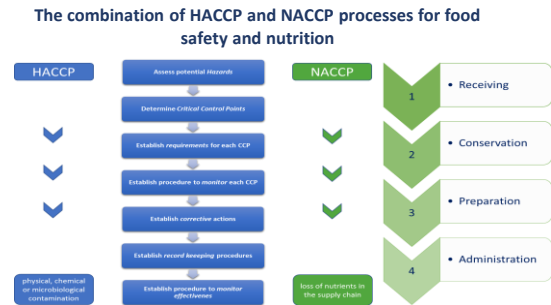 The combination of HACCP and NACCP processes for food
safety and nutrition
HACCP
Assess potential Hazards
Determine Critical Control Points
Establish requirements for each CCP
Establish procedure to monitor each CCP
Establish corrective actions
Establish record keeping procedures
Establish procedure to monitor
effectivenes
physical, chemical
or microbiological
contamination
NACCP
loss of nutrients in
the supply chain
1
• Receiving
2
• Conservation
3
• Preparation
4
• Administration